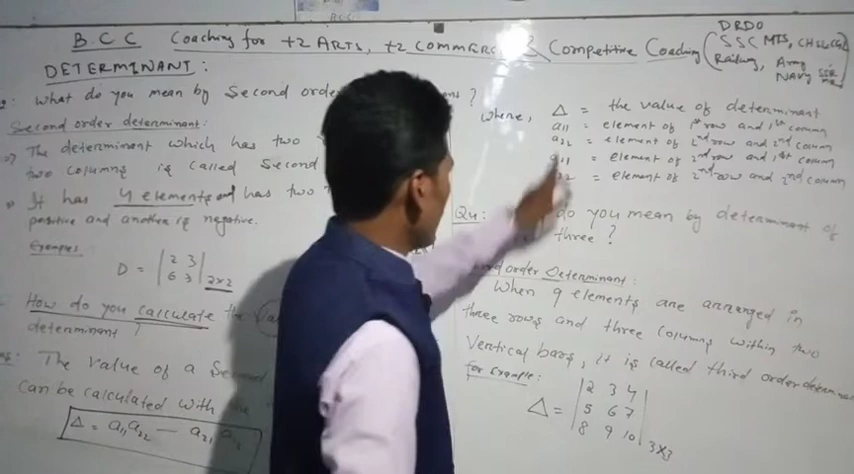 B.C.C Coaching for +2 ARTS, +2 COMMERCE & Competitive Coaching
DRDO
SSC MTS, CHSL, CGL
Railway, Army
NAVY SSR
DETERMINANT:
What do you mean by Second order
Second order determinant:
The determinant which has two
two columns is called Second
It has 4 elements and has two
positive and another is negative.
Example:
D = | 2 3 |
| 6 3 | 2x2
How do you calculate the
determinant ?
The value of a Second
can be calculated with the
Δ = a11 a22 — a21 a12
where, Δ = the value of determinant
a11 = element of 1st row and 1st column
= element of 2nd row and 2nd column
= element of 2nd row and 1st column
= element of 2nd row and 2nd column
Qu: do you mean by determinant of
three ?
order Determinant:
When 9 elements are arranged in
three rows and three columns within two
Vertical bars, it is called third order determinant
for example:
Δ = | 2 3 4 |
| 5 6 7 |
| 8 9 10 | 3x3